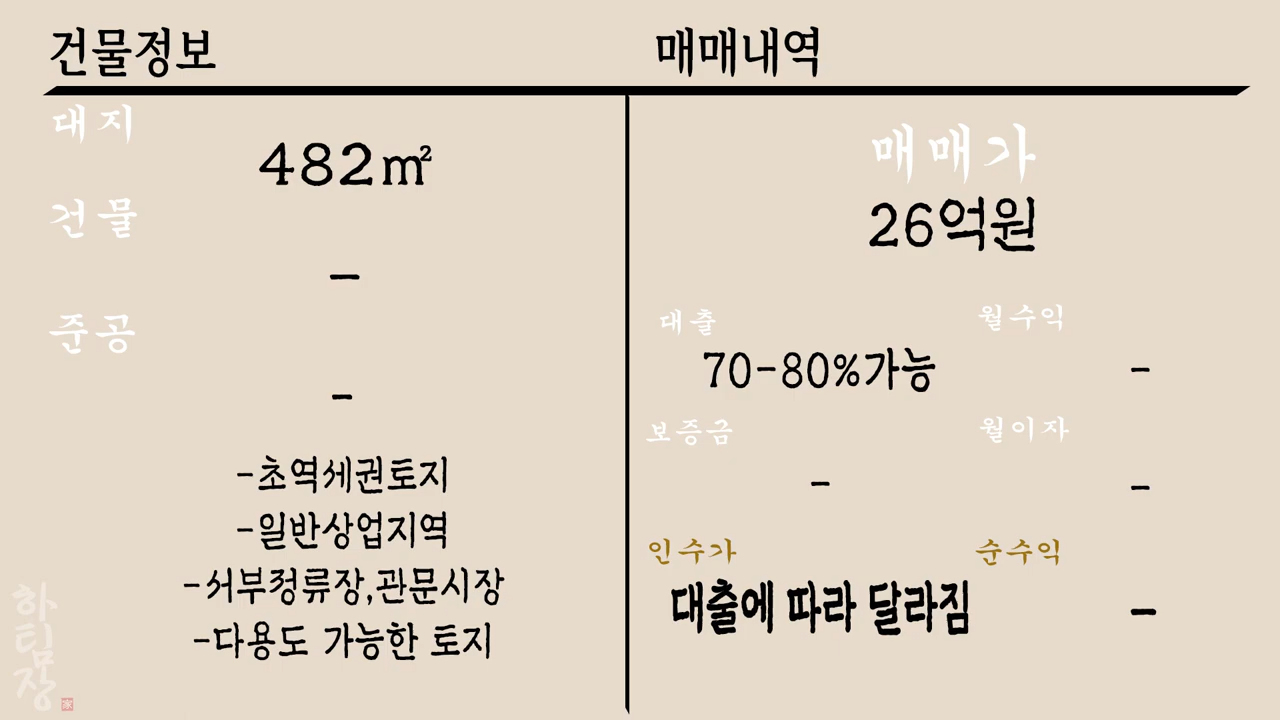 건물정보
대지
482㎡
건물
-
준공
-
-초역세권토지
-일반상업지역
-서부정류장,관문시장
-다용도 가능한 토지
매매내역
매매가
26억원
대출
70-80%가능
월수익
-
보증금
-
월이자
-
인수가
대출에 따라 달라짐
순수익
-
하팀장